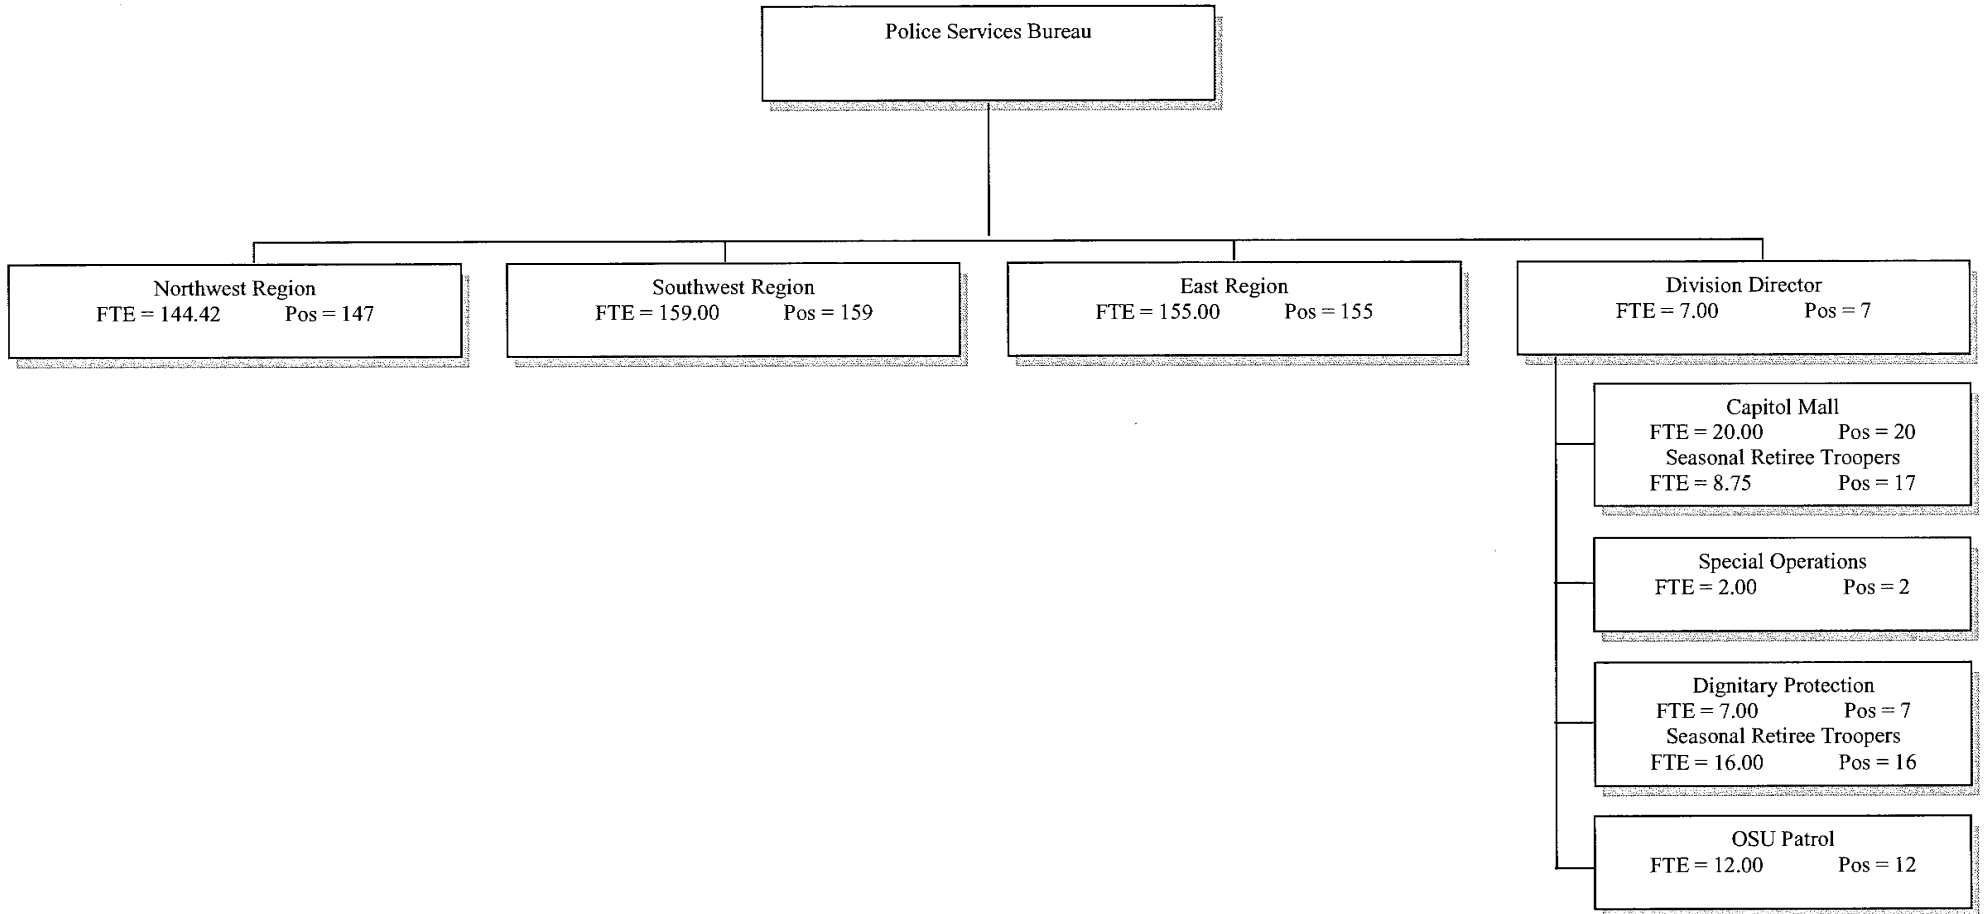 Police Services Bureau
Northwest Region
FTE = 144.42 Pos = 147
Southwest Region
FTE = 159.00 Pos = 159
East Region
FTE = 155.00 Pos = 155
Division Director
FTE = 7.00 Pos = 7
Capitol Mall
FTE = 20.00 Pos = 20
Seasonal Retiree Troopers
FTE = 8.75 Pos = 17
Special Operations
FTE = 2.00 Pos = 2
Dignitary Protection
FTE = 7.00 Pos = 7
Seasonal Retiree Troopers
FTE = 16.00 Pos = 16
OSU Patrol
FTE = 12.00 Pos = 12